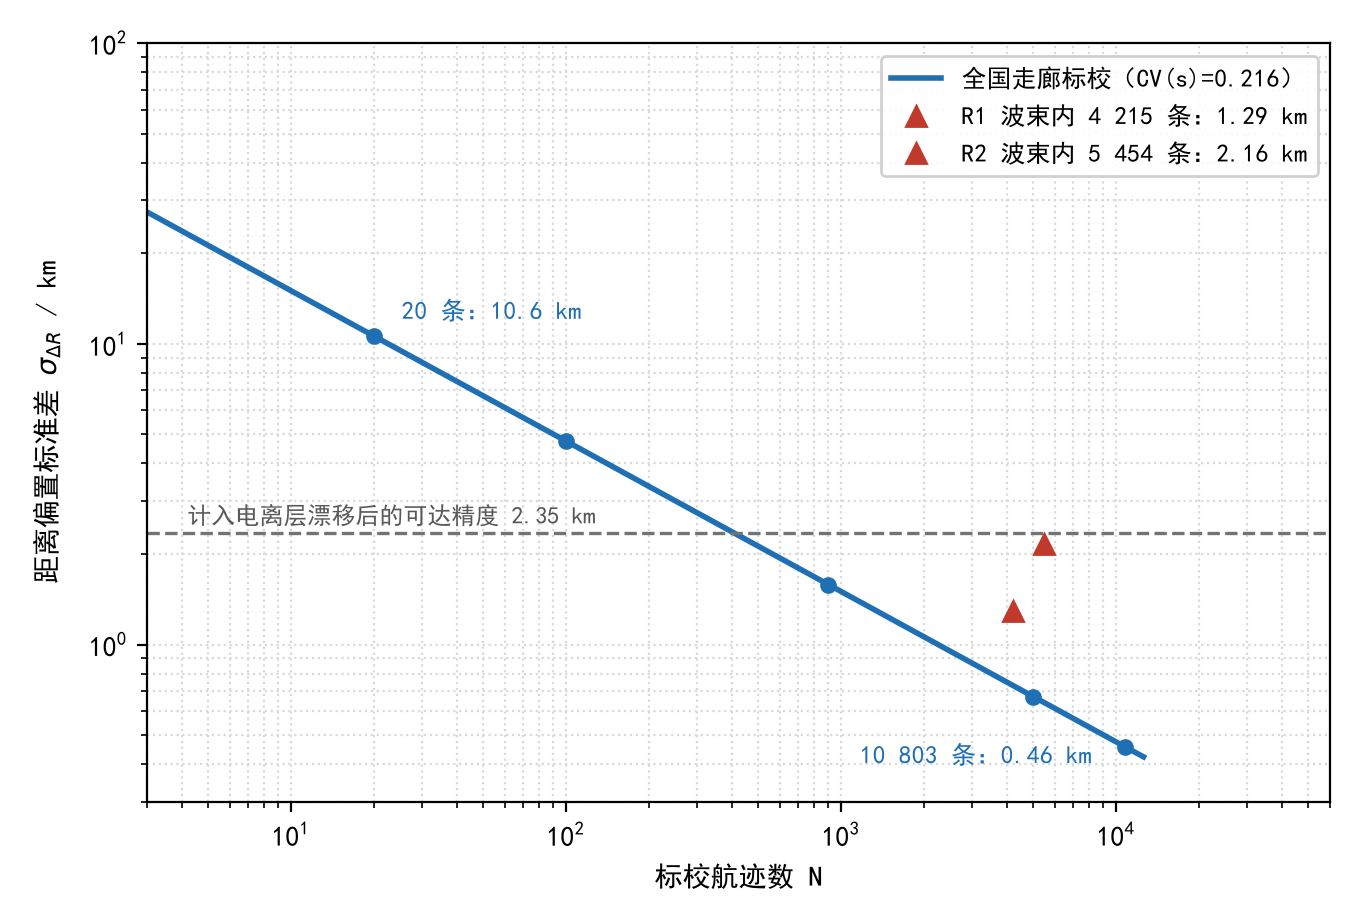 10²
全国走廊标校（CV(s)=0.216）
R1 波束内 4 215 条：1.29 km
R2 波束内 5 454 条：2.16 km
20 条：10.6 km
10¹
距离偏置标准差 σΔR / km
计入电离层漂移后的可达精度 2.35 km
10⁰
10 803 条：0.46 km
10¹ 10² 10³ 10⁴
标校航迹数 N